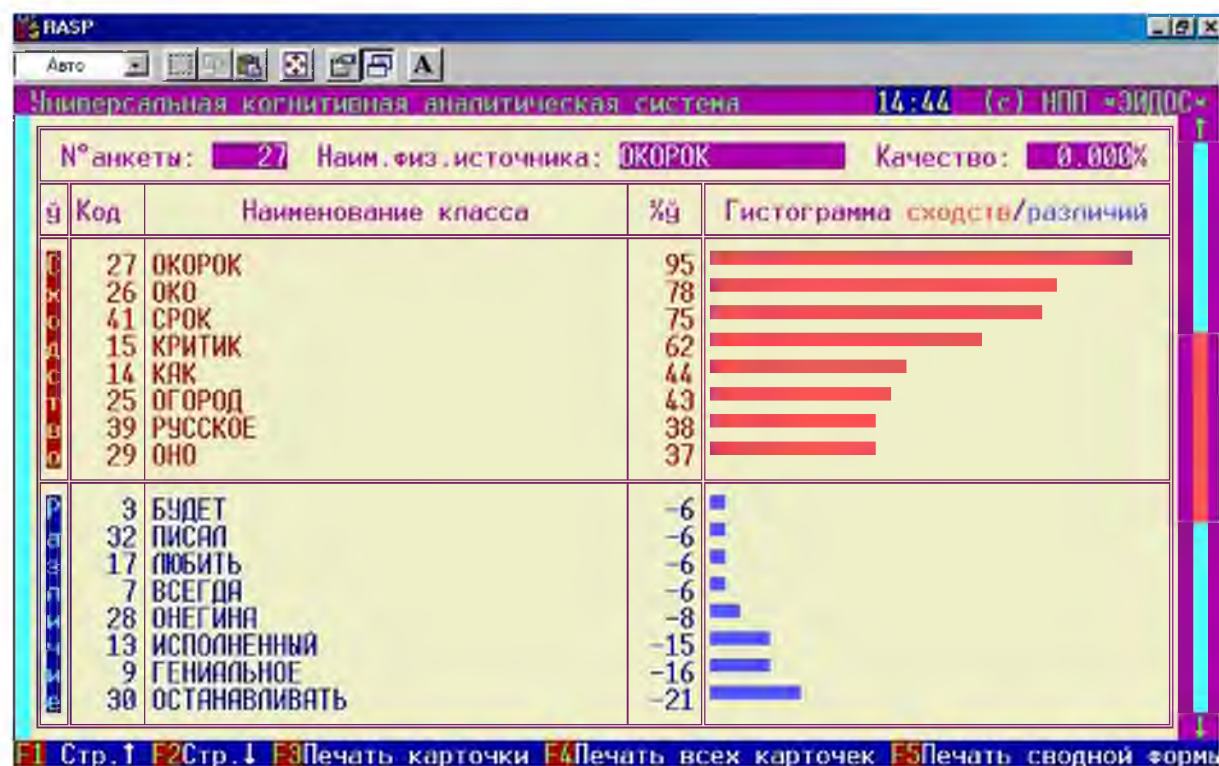 RASP
Авто
A
Универсальная когнитивная аналитическая система 14:44 (c) НПП «ЭЙДОС»
N°анкеты: 27 Наим.физ.источника: ОКОРОК Качество: 0.000%
й Код Наименование класса %й Гистограмма сходств/различий
Сходство
27 ОКОРОК 95
26 ОКО 78
41 СРОК 75
15 КРИТИК 62
14 КАК 44
25 ОГОРОД 43
39 РУССКОЕ 38
29 ОНО 37
Различие
3 БУДЕТ -6
32 ПИСАЛ -6
17 ЛЮБИТЬ -6
7 ВСЕГДА -6
28 ОНЕГИНА -8
13 ИСПОЛНЕННЫЙ -15
9 ГЕНИАЛЬНОЕ -16
30 ОСТАНАВЛИВАТЬ -21
F1 Стр.↑ F2Стр.↓ F3Печать карточки F4Печать всех карточек F5Печать сводной формы